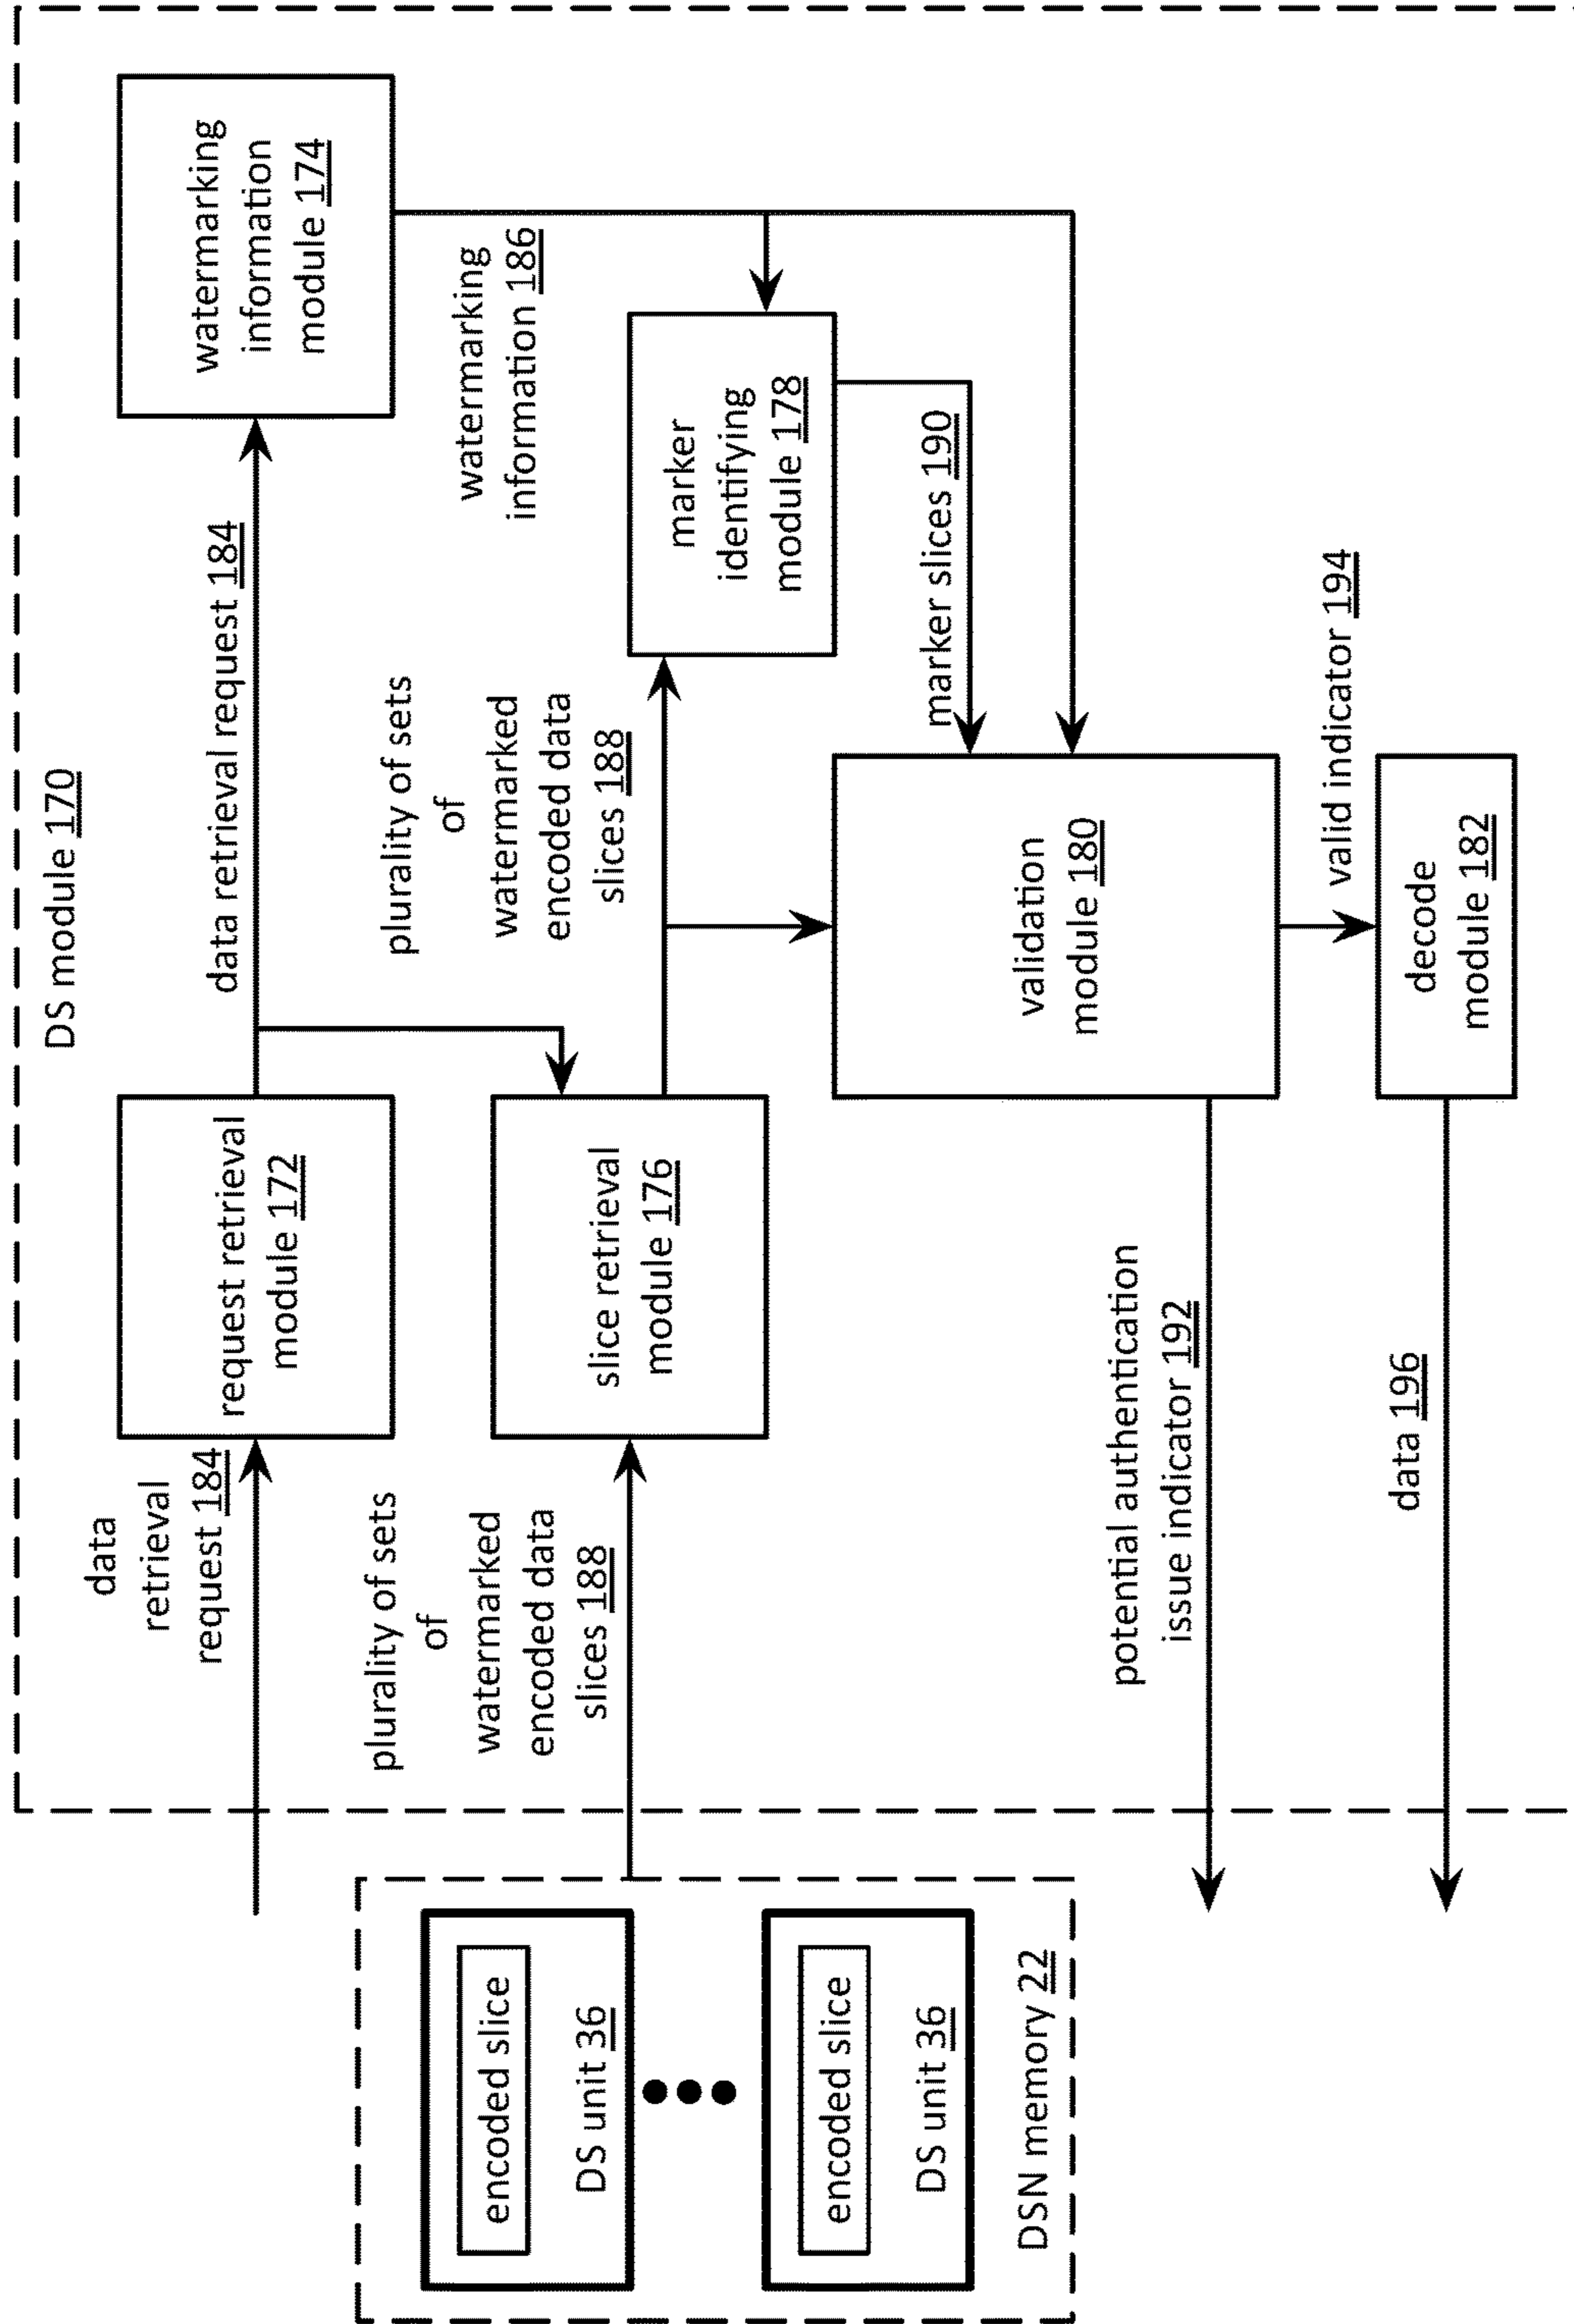 DS module 170
data
retrieval
request 184
request retrieval
module 172
data retrieval request 184
watermarking
information
module 174
plurality of sets
of
watermarked
encoded data
slices 188
slice retrieval
module 176
plurality of sets
of
watermarked
encoded data
slices 188
watermarking
information 186
marker
identifying
module 178
encoded slice
DS unit 36
encoded slice
DS unit 36
DSN memory 22
marker slices 190
validation
module 180
potential authentication
issue indicator 192
valid indicator 194
decode
module 182
data 196